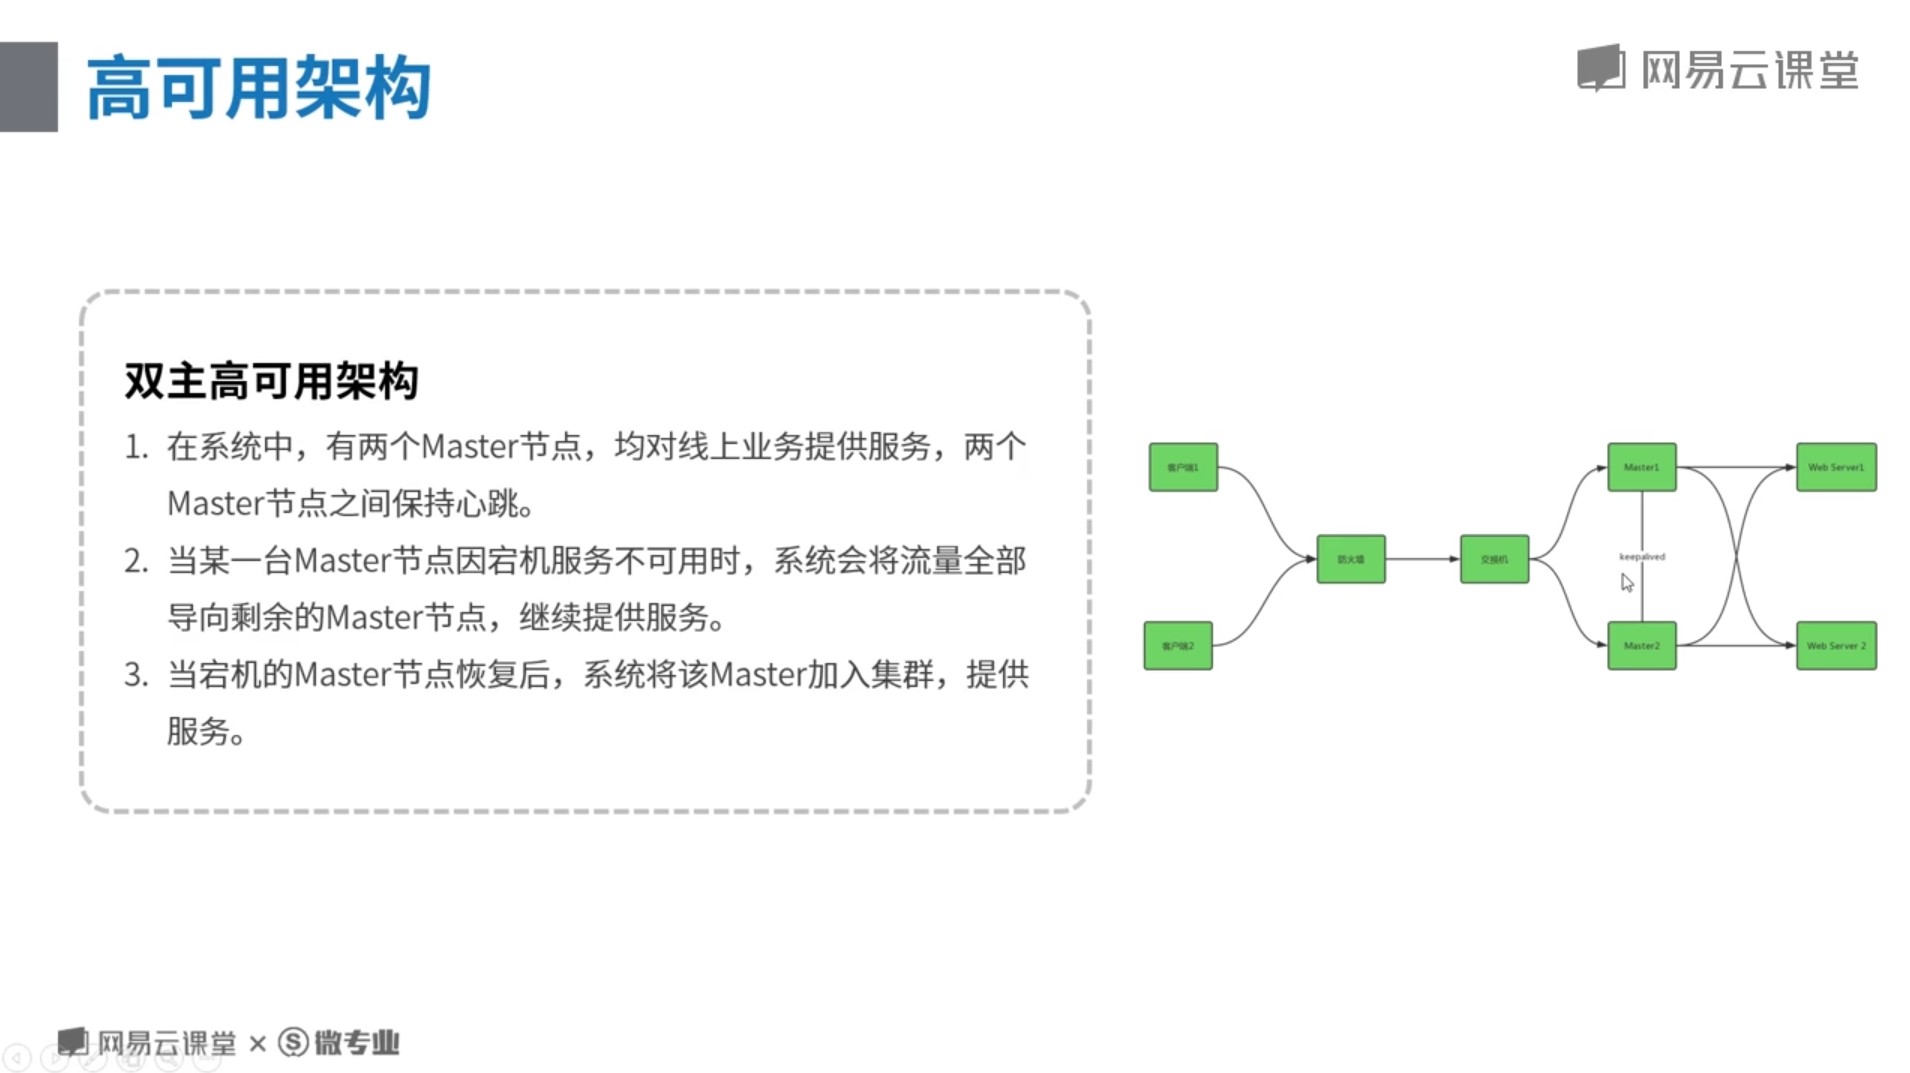 高可用架构
网易云课堂
双主高可用架构
1. 在系统中，有两个Master节点，均对线上业务提供服务，两个
Master节点之间保持心跳。
2. 当某一台Master节点因宕机服务不可用时，系统会将流量全部
导向剩余的Master节点，继续提供服务。
3. 当宕机的Master节点恢复后，系统将该Master加入集群，提供
服务。
客户端1
客户端2
防火墙
交换机
Master1
keepalived
Master2
Web Server1
Web Server 2
网易云课堂 × 微专业